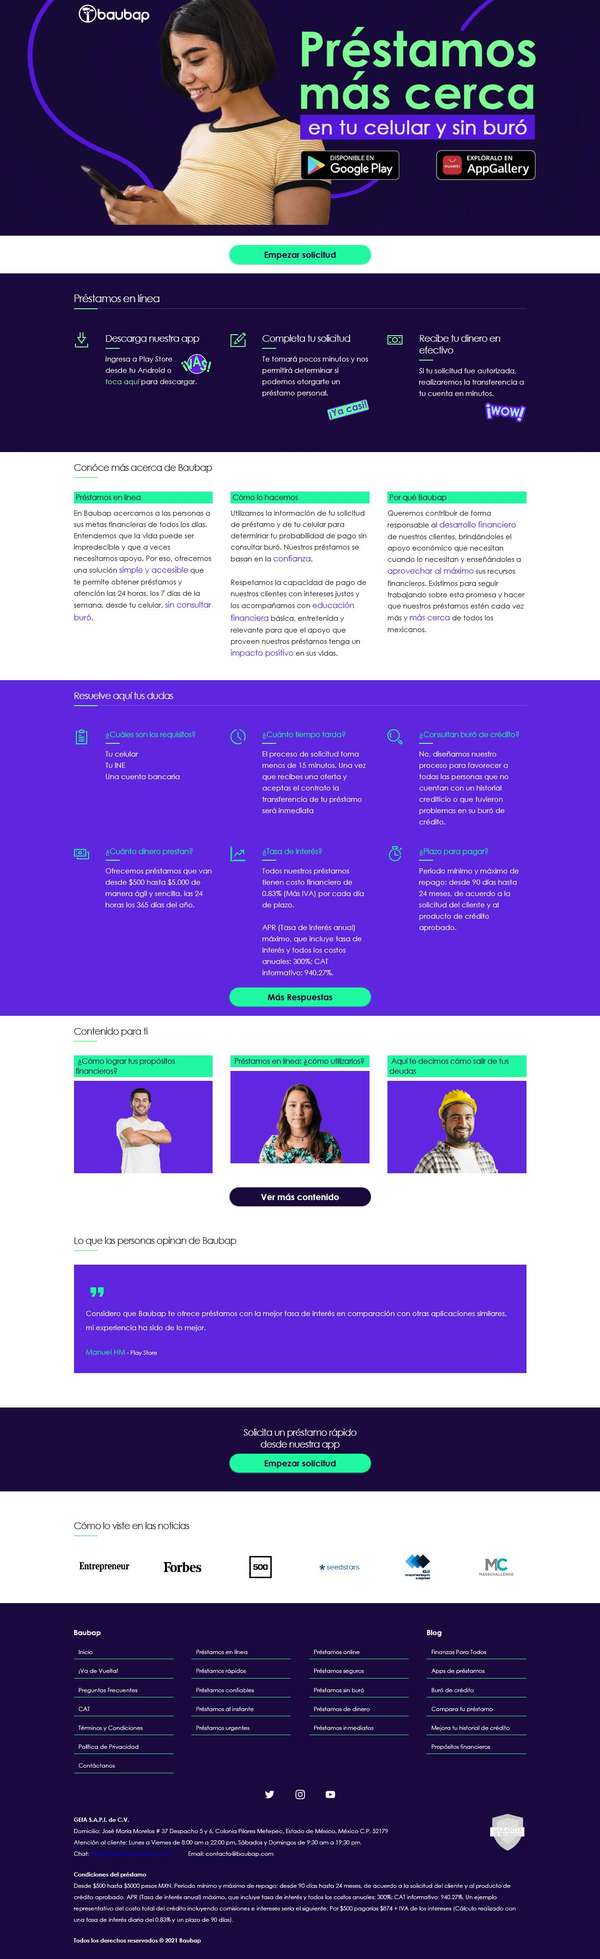 baubap
Préstamos
más cerca
en tu celular y sin buró
DISPONIBLE EN
Google Play
EXPLÓRALO EN
AppGallery
Empezar solicitud
Préstamos en línea
Descarga nuestra app
Ingresa a Play Store
desde tu Android o
toca aquí para descargar.
¡VAS!
Completa tu solicitud
Te tomará pocos minutos y nos
permitirá determinar si
podemos otorgarte un
préstamo personal.
¡Ya casi!
Recibe tu dinero en
efectivo
Si tu solicitud fue autorizada,
realizaremos la transferencia a
tu cuenta en minutos.
¡WOW!
Conóce más acerca de Baubap
Préstamos en línea
En Baubap acercamos a las personas a
sus metas financieras de todos los días.
Entendemos que la vida puede ser
impredecible y que a veces
necesitamos apoyo. Por eso, ofrecemos
una solución simple y accesible que
te permite obtener préstamos y
atención las 24 horas, los 7 días de la
semana, desde tu celular, sin consultar
buró.
Cómo lo hacemos
Utilizamos la información de tu solicitud
de préstamo y de tu celular para
determinar tu probabilidad de pago sin
consultar buró. Nuestros préstamos se
basan en la confianza.
Respetamos la capacidad de pago de
nuestros clientes con intereses justos y
los acompañamos con educación
financiera básica, entretenida y
relevante para que el apoyo que
proveen nuestros préstamos tenga un
impacto positivo en sus vidas.
Por qué Baubap
Queremos contribuir de forma
responsable al desarrollo financiero
de nuestros clientes, brindándoles el
apoyo económico que necesitan
cuando lo necesitan y enseñándoles a
aprovechar al máximo sus recursos
financieros. Existimos para seguir
trabajando sobre esta promesa y hacer
que nuestros préstamos estén cada vez
más y más cerca de todos los
mexicanos.
Resuelve aquí tus dudas
¿Cuáles son los requisitos?
Tu celular
Tu INE
Una cuenta bancaria
¿Cuánto tiempo tarda?
El proceso de solicitud toma
menos de 15 minutos. Una vez
que recibes una oferta y
aceptas el contrato la
transferencia de tu préstamo
será inmediata
¿Consultan buró de crédito?
No, diseñamos nuestro
proceso para favorecer a
todas las personas que no
cuentan con un historial
crediticio o que tuvieron
problemas en su buró de
crédito.
¿Cuánto dinero prestan?
Ofrecemos préstamos que van
desde $500 hasta $5,000 de
manera ágil y sencilla, las 24
horas los 365 días del año.
¿Tasa de interés?
Todos nuestros préstamos
tienen costo financiero de
0.83% (Más IVA) por cada día
de plazo.
APR (Tasa de interés anual)
máximo, que incluye tasa de
interés y todos los costos
anuales: 300%; CAT
informativo: 940.27%.
¿Plazo para pagar?
Periodo mínimo y máximo de
repago: desde 90 días hasta
24 meses, de acuerdo a la
solicitud del cliente y al
producto de crédito
aprobado.
Más Respuestas
Contenido para ti
¿Cómo lograr tus propósitos
financieros?
Préstamos en línea: ¿cómo utilizarlos?
Aquí te decimos cómo salir de tus
deudas
Ver más contenido
Lo que las personas opinan de Baubap
Considero que Baubap te ofrece préstamos con la mejor tasa de interés en comparación con otras aplicaciones similares,
mi experiencia ha sido de lo mejor.
Manuel HM - Play Store
Solicita un préstamo rápido
desde nuestra app
Empezar solicitud
Cómo lo viste en las noticias
Entrepreneur
Forbes
500
seedstars
MC
MASSCHALLENGE
Baubap
Inicio
¡Va de Vuelta!
Preguntas Frecuentes
CAT
Términos y Condiciones
Política de Privacidad
Contáctanos
Préstamos en línea
Préstamos rápidos
Préstamos confiables
Préstamos al instante
Préstamos urgentes
Préstamos online
Préstamos seguros
Préstamos sin buró
Préstamos de dinero
Préstamos inmediatos
Blog
Finanzas Para Todos
Apps de préstamos
Buró de crédito
Compara tu préstamo
Mejora tu historial de crédito
Propósitos financieros
GEIA S.A.P.I. de C.V.
Domicilio: José María Morelos # 37 Despacho 5 y 6, Colonia Pilares Metepec, Estado de México, México C.P. 52179
Atención al cliente: Lunes a Viernes de 8:00 am a 22:00 pm, Sábados y Domingos de 9:30 am a 19:30 pm.
Chat:
Email: contacto@baubap.com
Condiciones del préstamo
Desde $500 hasta $5000 pesos MXN. Periodo mínimo y máximo de repago: desde 90 días hasta 24 meses, de acuerdo a la solicitud del cliente y al producto de
crédito aprobado. APR (Tasa de interés anual) máximo, que incluye tasa de interés y todos los costos anuales: 300%; CAT informativo: 940.27%. Un ejemplo
representativo del costo total del crédito incluyendo comisiones e intereses sería el siguiente: Por $500 pagarías $874 + IVA de los intereses (Cálculo realizado con
una tasa de interés diaria del 0.83% y un plazo de 90 días).
Todos los derechos reservados © 2021 Baubap